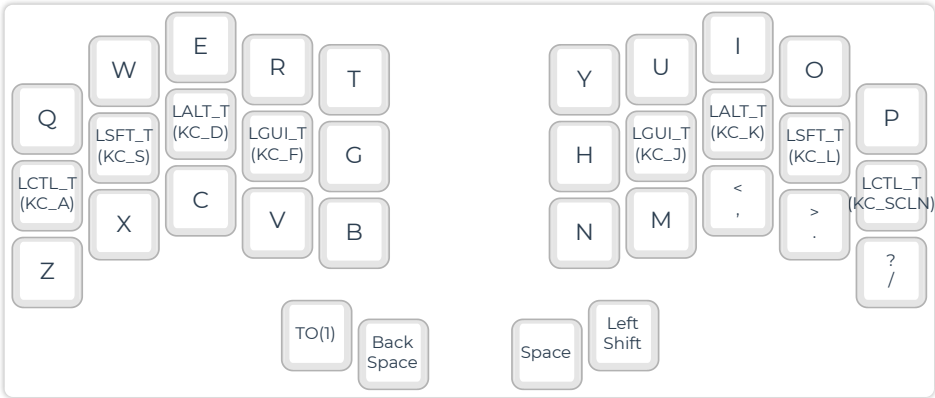 Q
W
E
R
T
LCTL_T
(KC_A)
LSFT_T
(KC_S)
LALT_T
(KC_D)
LGUI_T
(KC_F)
G
Z
X
C
V
B
TO(1)
Back
Space
Y
U
I
O
P
H
LGUI_T
(KC_J)
LALT_T
(KC_K)
LSFT_T
(KC_L)
LCTL_T
(KC_SCLN)
N
M
<
,
>
.
?
/
Space
Left
Shift